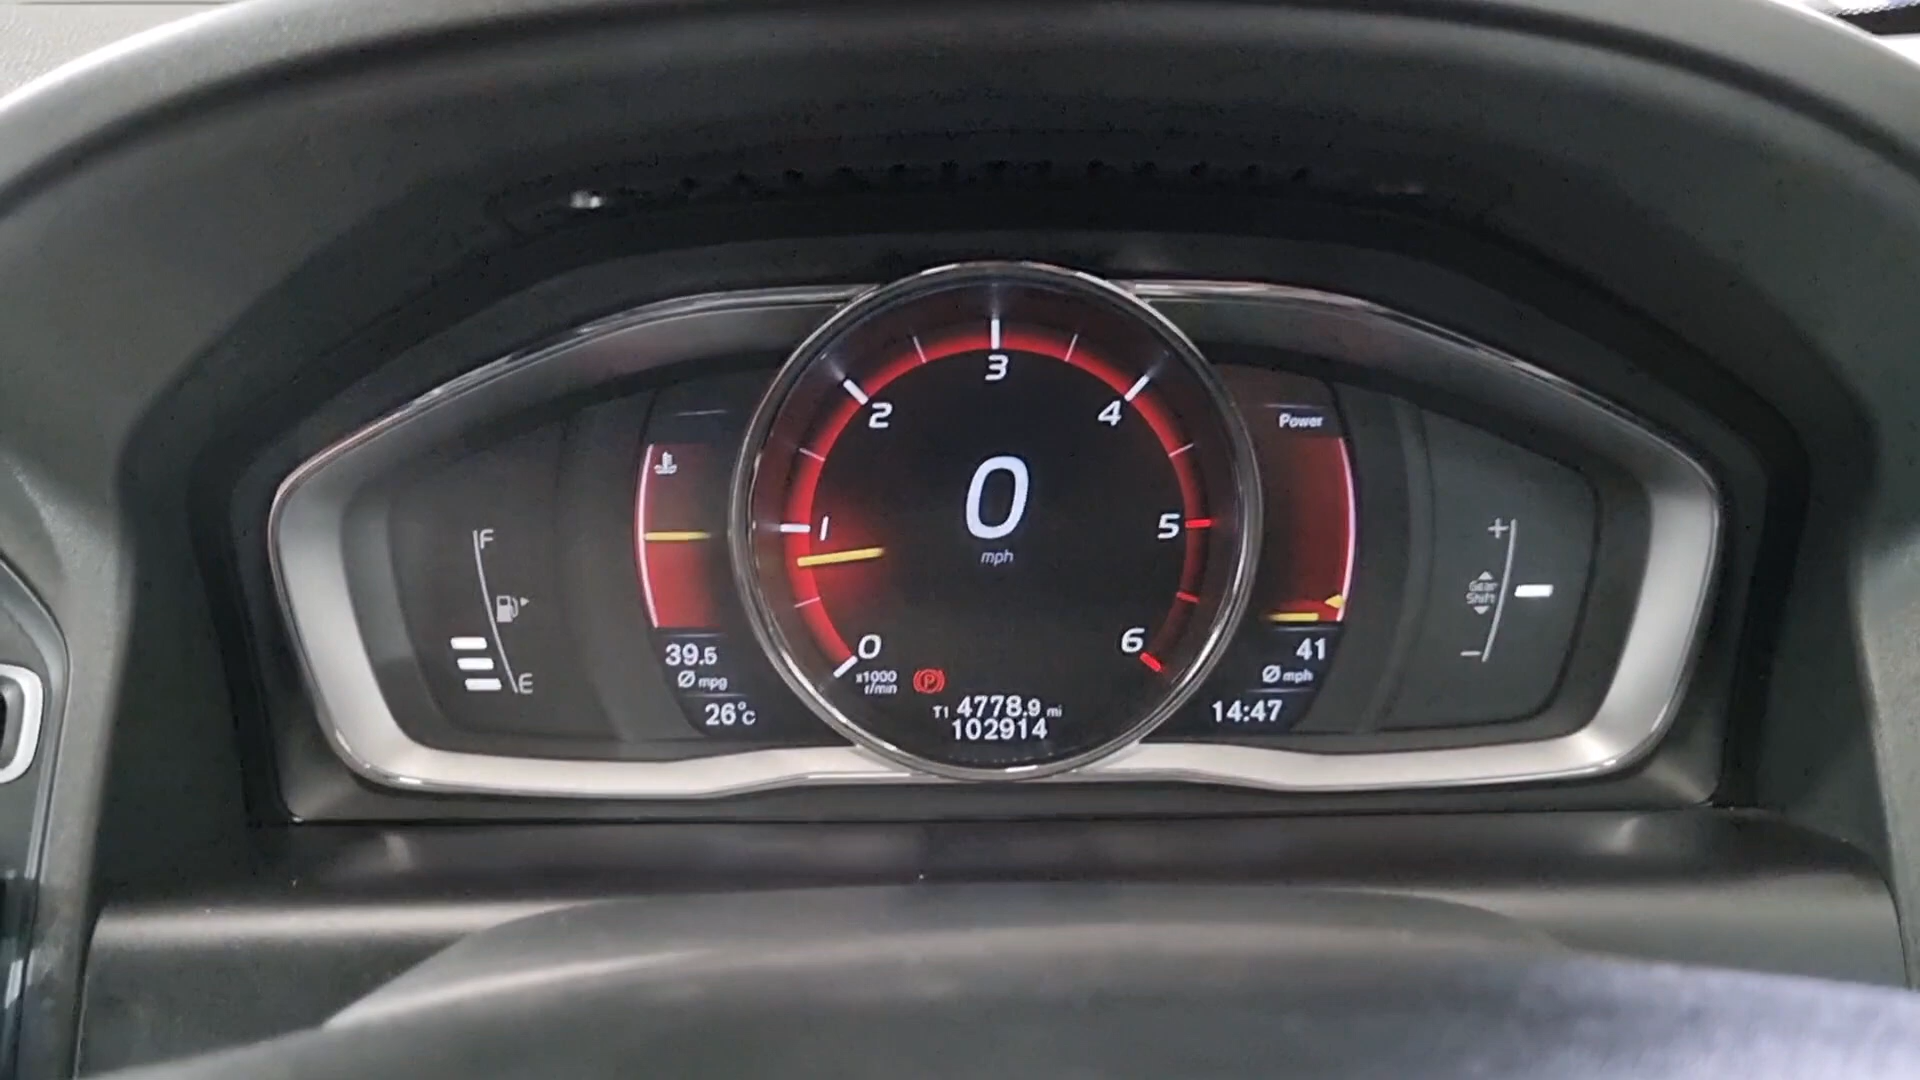 3
2
4
Power
0
1
5
mph
F
+
Gear
Shift
6
0
39.5
41
Ø mpg
x1000
r/min
P
Ø mph
E
−
26°C
T1 4778.9 mi
14:47
102914